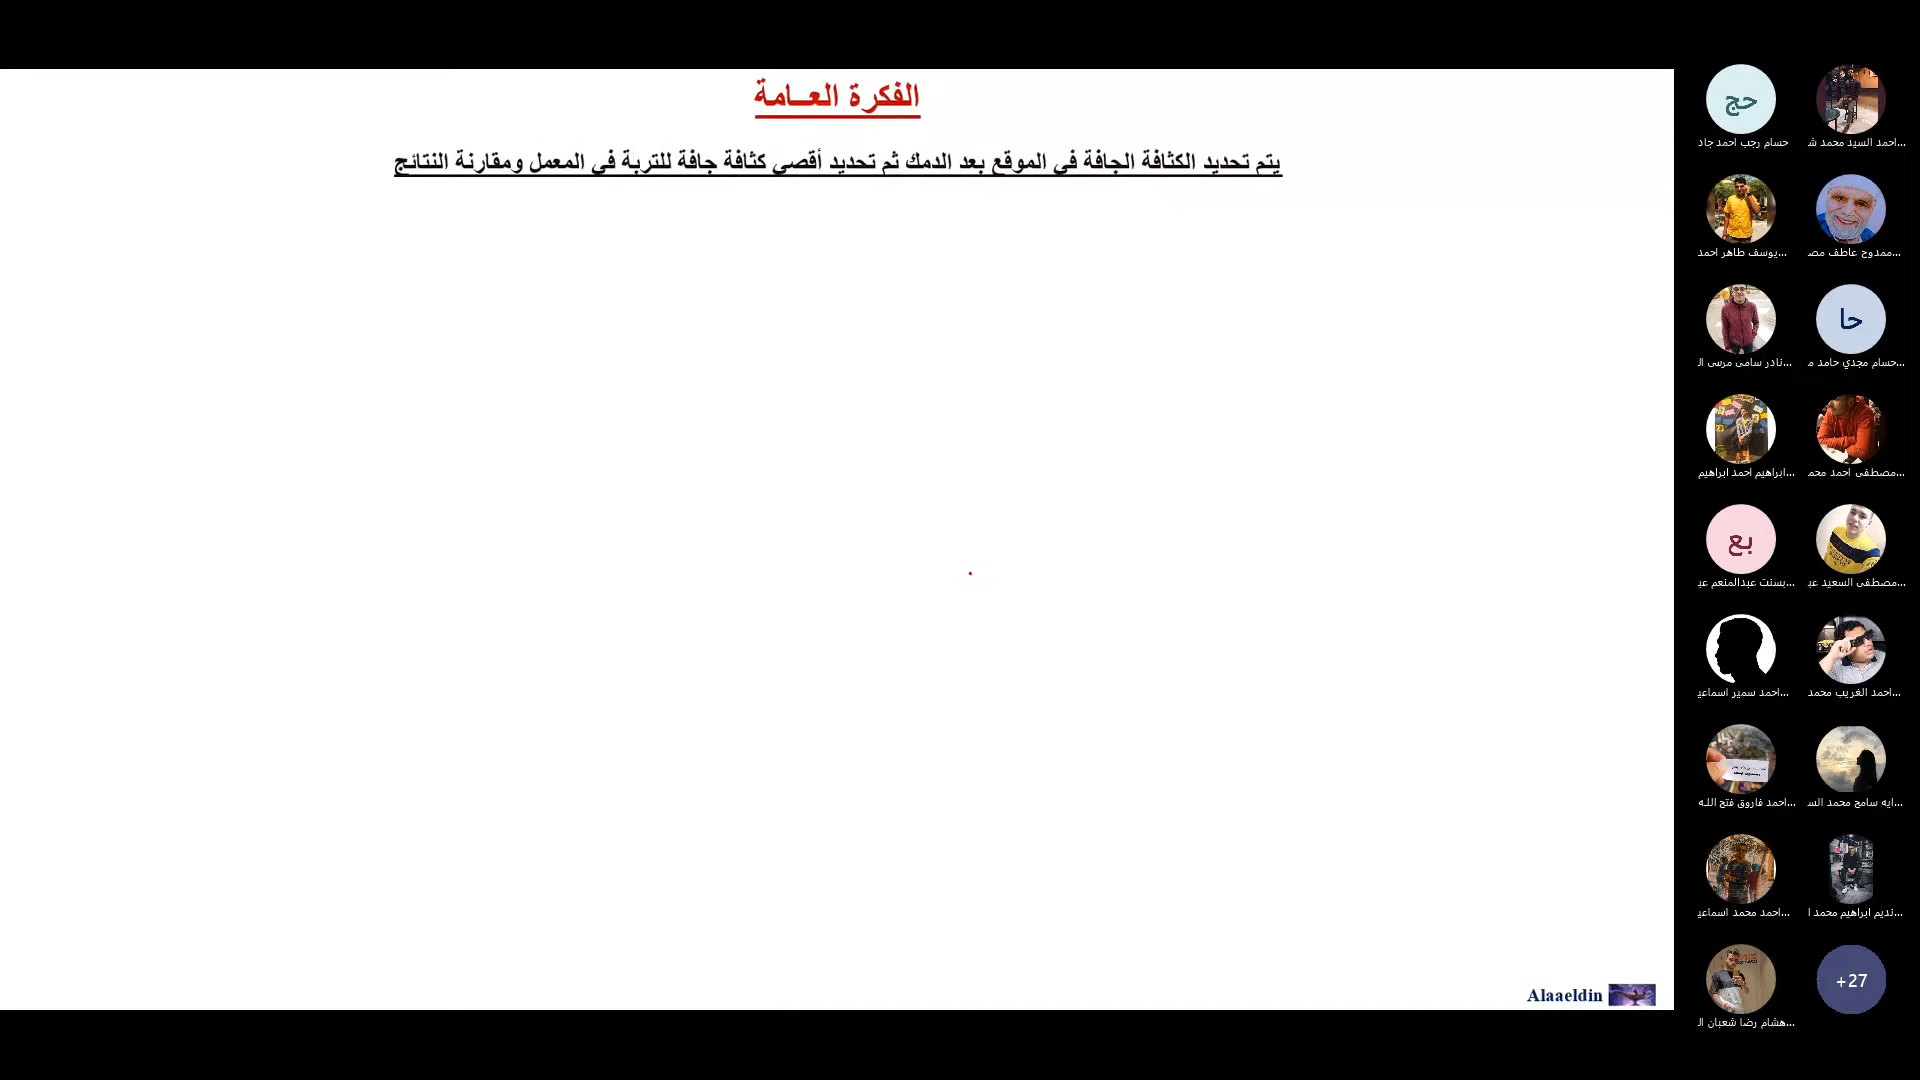 الفكرة العــامة
يتم تحديد الكثافة الجافة في الموقع بعد الدمك ثم تحديد أقصي كثافة جافة للتربة في المعمل ومقارنة النتائج
Alaaeldin
حج
حسام رجب احمد جاد
احمد السيد محمد ش...
يوسف طاهر احمد...
ممدوح عاطف مص...
نادر سامى مرسى ال...
حا
حسام مجدي حامد م...
ابراهيم احمد ابراهيم...
مصطفى احمد محم...
بع
بسنت عبدالمنعم عب...
مصطفى السعيد عب...
احمد سمير اسماعي...
احمد الغريب محمد...
احمد فاروق فتح الله...
ايه سامح محمد الس...
احمد محمد اسماعي...
نديم ابراهيم محمد ا...
هشام رضا شعبان ال...
+27